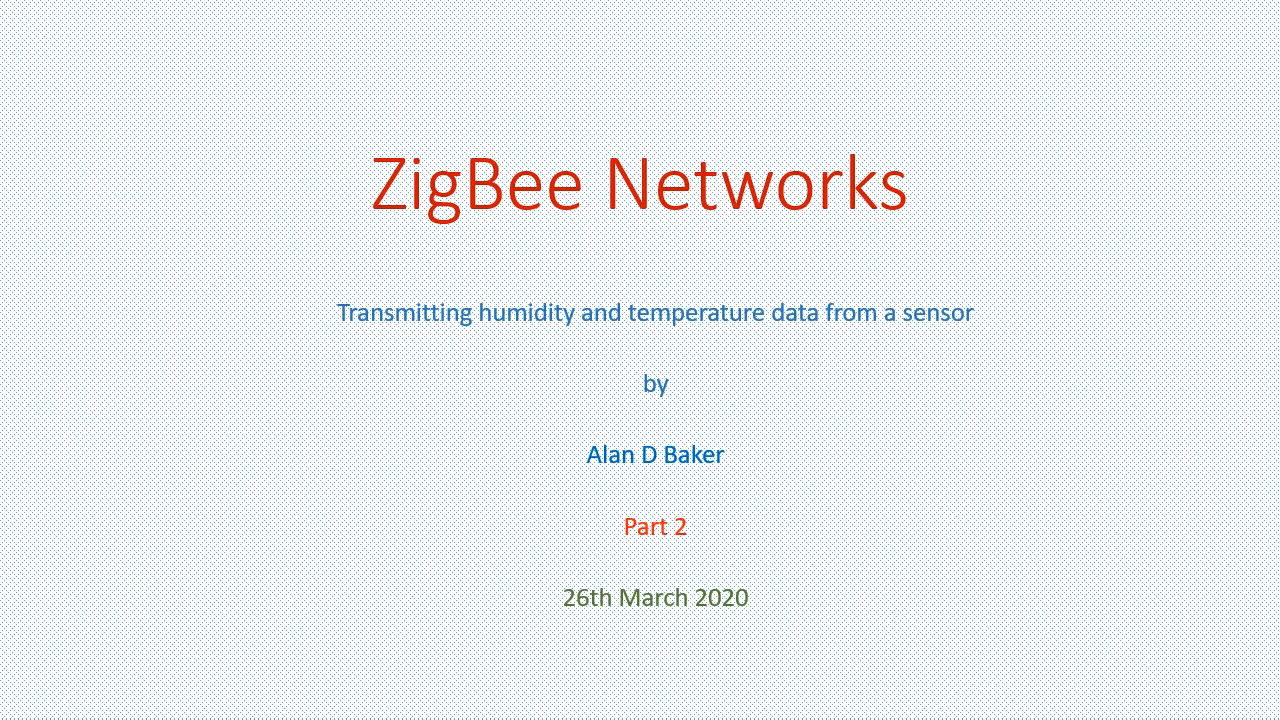 ZigBee Networks
Transmitting humidity and temperature data from a sensor
by
Alan D Baker
Part 2
26th March 2020